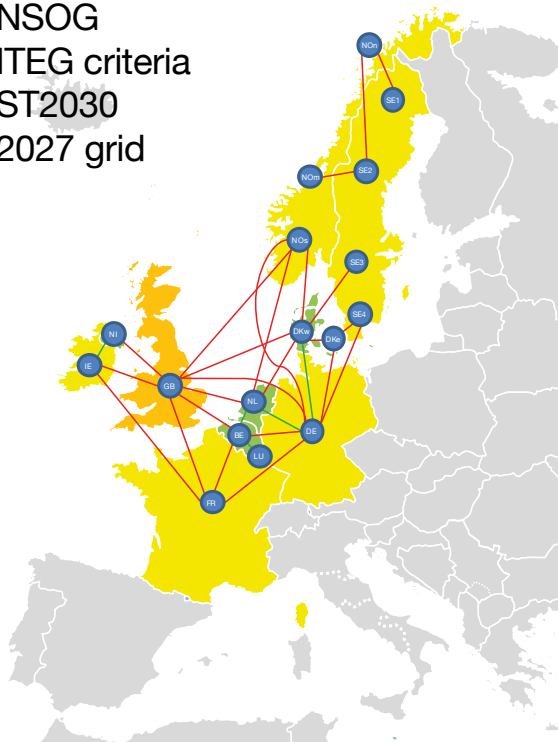 NSOG
ITEG criteria
ST2030
2027 grid
NOn
SE1
SE2
NOm
NOs
SE3
SE4
NI
DKw
DKe
IE
GB
NL
BE
DE
LU
FR